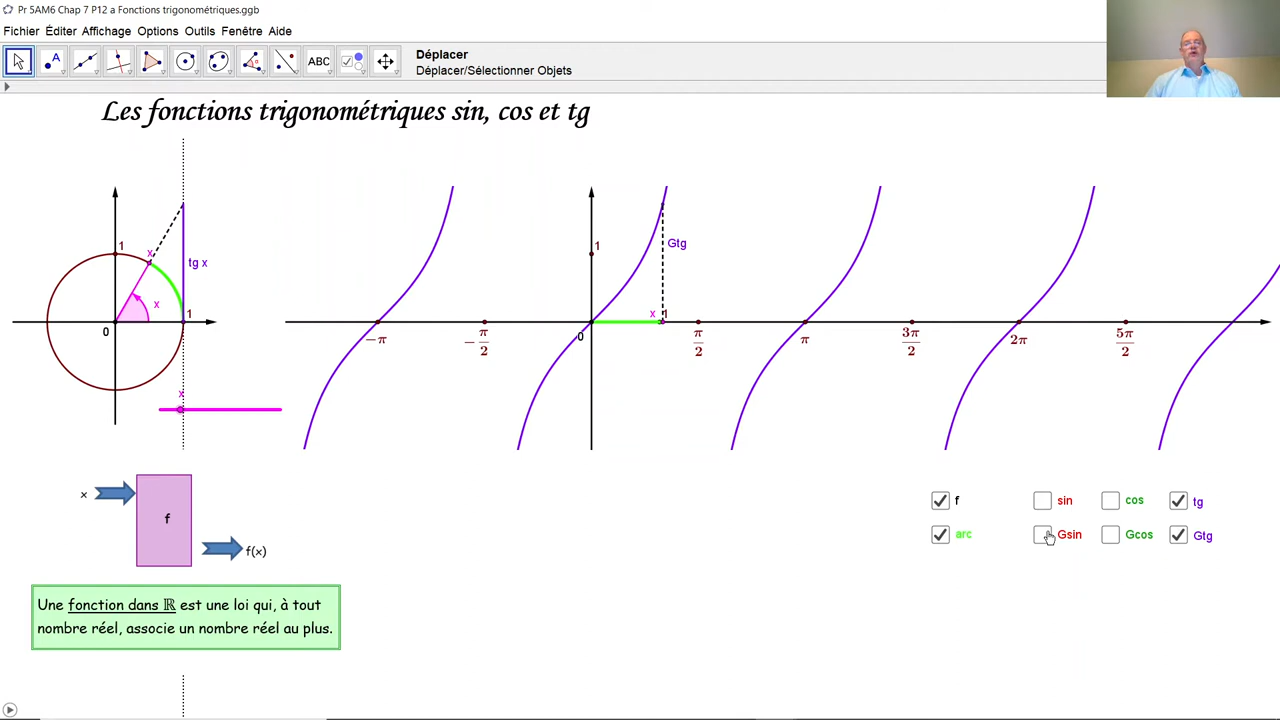 Pr 5AM6 Chap 7 P12 a Fonctions trigonométriques.ggb
Fichier Éditer Affichage Options Outils Fenêtre Aide
A
ABC
Déplacer
Déplacer/Sélectionner Objets
Les fonctions trigonométriques sin, cos et tg
1
x
tg x
x
1
0
x
1
Gtg
x
1
0
−π
−π/2
π/2
π
3π/2
2π
5π/2
x
f
f(x)
f
sin
cos
tg
arc
Gsin
Gcos
Gtg
Une fonction dans ℝ est une loi qui, à tout
nombre réel, associe un nombre réel au plus.